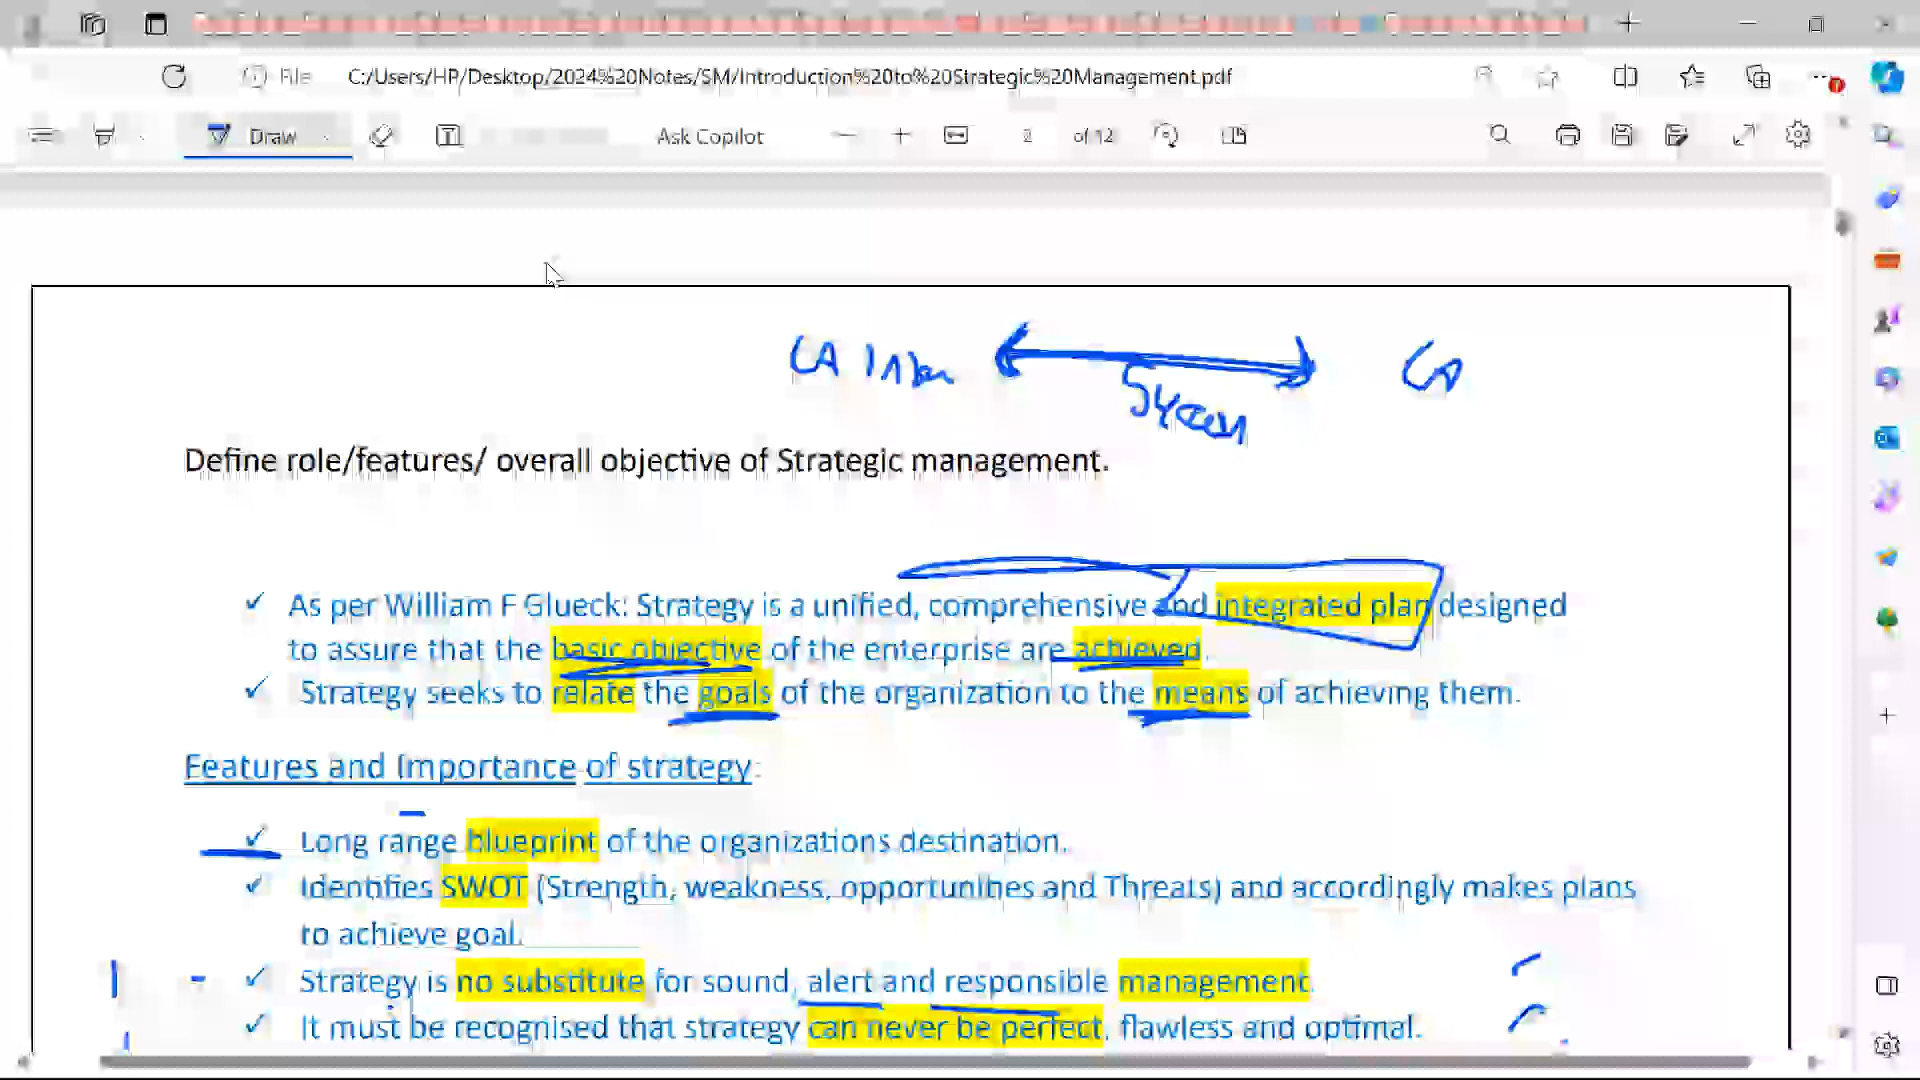 File C:/Users/HP/Desktop/2024%20Notes/SM/Introduction%20to%20Strategic%20Management.pdf
Draw Ask Copilot 2 of 12
CA Inter CA
Define role/features/ overall objective of Strategic management.
✓ As per William F Glueck: Strategy is a unified, comprehensive and integrated plan designed
to assure that the basic objective of the enterprise are achieved.
✓ Strategy seeks to relate the goals of the organization to the means of achieving them.
Features and Importance of strategy:
✓ Long range blueprint of the organizations destination.
✓ Identifies SWOT (Strength, weakness, opportunities and Threats) and accordingly makes plans
to achieve goal.
✓ Strategy is no substitute for sound, alert and responsible management.
✓ It must be recognised that strategy can never be perfect, flawless and optimal.